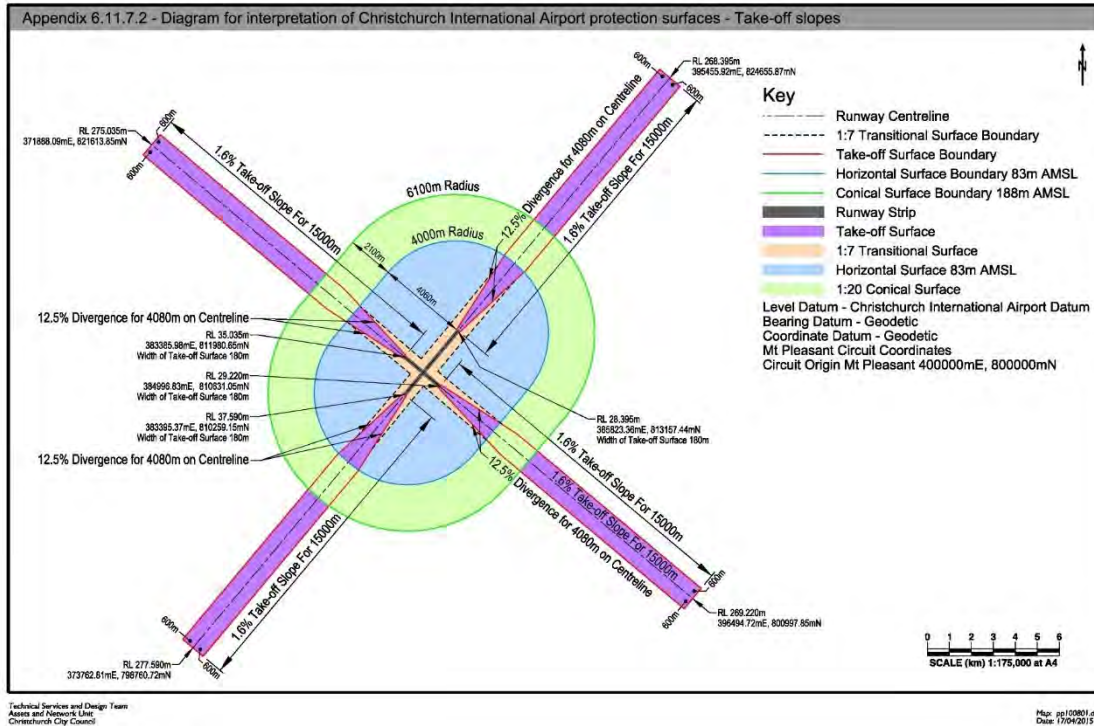 Appendix 6.11.7.2 - Diagram for interpretation of Christchurch International Airport protection surfaces - Take-off slopes
600m
RL 268.395m
395455.92mE, 824655.87mN
600m
N
600m
RL 275.035m
371888.09mE, 821613.85mN
600m
1.6% Take-off Slope For 15000m
12.5% Divergence for 4080m on Centreline
1.6% Take-off Slope For 15000m
6100m Radius
4000m Radius
2100m
4060m
12.5% Divergence for 4080m on Centreline
RL 35.035m
383385.98mE, 811980.65mN
Width of Take-off Surface 180m
RL 29.220m
384996.83mE, 810631.05mN
Width of Take-off Surface 180m
RL 37.590m
383395.37mE, 810259.15mN
Width of Take-off Surface 180m
12.5% Divergence for 4080m on Centreline
RL 28.395m
385823.36mE, 813157.44mN
Width of Take-off Surface 180m
1.6% Take-off Slope For 15000m
1.6% Take-off Slope For 15000m
12.5% Divergence for 4080m on Centreline
1.6% Take-off Slope For 15000m
600m
600m
RL 269.220m
396494.72mE, 800997.85mN
600m
RL 277.590m
373762.61mE, 798760.72mN
600m
Key
Runway Centreline
1:7 Transitional Surface Boundary
Take-off Surface Boundary
Horizontal Surface Boundary 83m AMSL
Conical Surface Boundary 188m AMSL
Runway Strip
Take-off Surface
1:7 Transitional Surface
Horizontal Surface 83m AMSL
1:20 Conical Surface
Level Datum - Christchurch International Airport Datum
Bearing Datum - Geodetic
Coordinate Datum - Geodetic
Mt Pleasant Circuit Coordinates
Circuit Origin Mt Pleasant 400000mE, 800000mN
0 1 2 3 4 5 6
SCALE (km) 1:175,000 at A4
Technical Services and Design Team
Assets and Network Unit
Christchurch City Council
Map: pp100801.d
Date: 17/04/2015